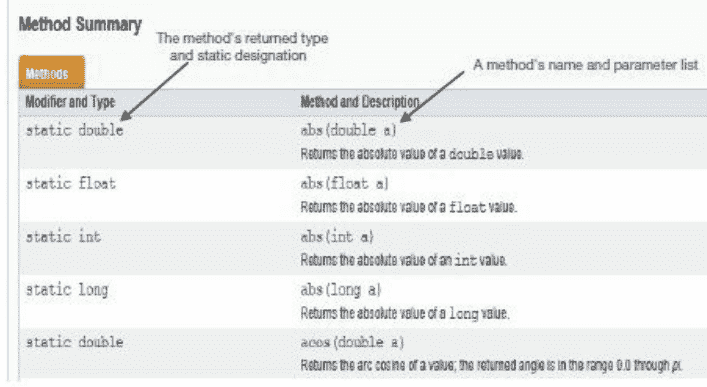 Method Summary
The method's returned type
and static designation
A method's name and parameter list
Methods
Modifier and Type Method and Description
static double abs(double a)
Returns the absolute value of a double value.
static float abs(float a)
Returns the absolute value of a float value.
static int abs(int a)
Returns the absolute value of an int value.
static long abs(long a)
Returns the absolute value of a long value.
static double acos(double a)
Returns the arc cosine of a value; the returned angle is in the range 0.0 through pi.